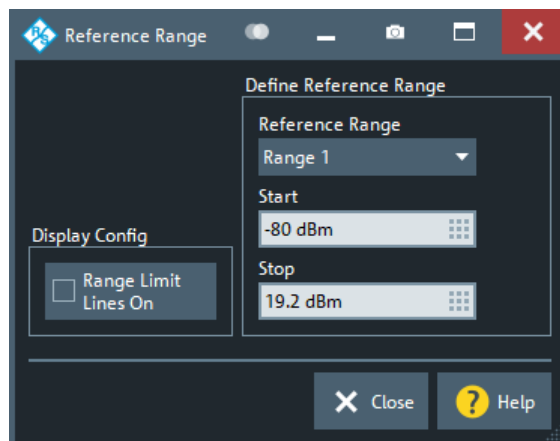 Reference Range
Define Reference Range
Reference Range
Range 1
Start
-80 dBm
Display Config
Range Limit
Lines On
Stop
19.2 dBm
Close
? Help